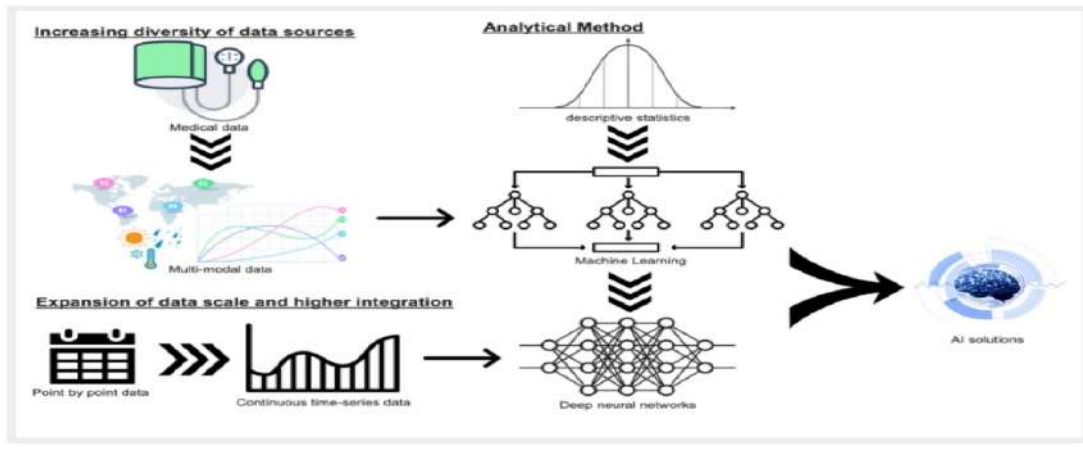 Increasing diversity of data sources
Medical data
Multi-modal data
Expansion of data scale and higher integration
Point by point data
Continuous time-series data
Analytical Method
descriptive statistics
Machine Learning
Deep neural networks
AI solutions